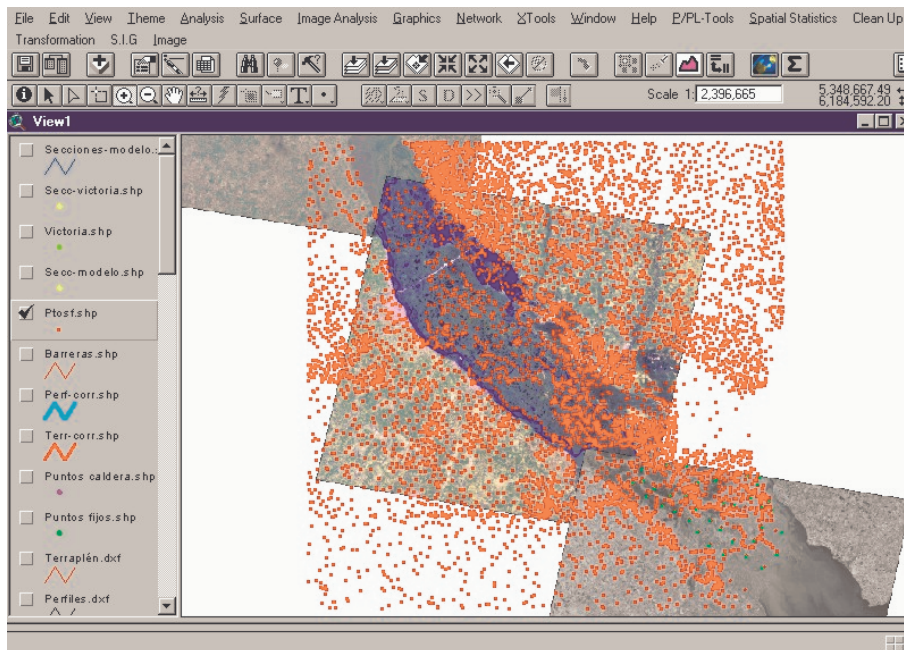 File Edit View Theme Analysis Surface Image Analysis Graphics Network XTools Window Help P/PL-Tools Spatial Statistics Clean Up
Transformation S.I.G Image
S D T Scale 1: 2,396,665 5,348,667.49
6,184,592.20
View1
Secciones-modelo.
Secc-victoria.shp
Victoria.shp
Secc-modelo.shp
Ptosf.shp
Barreras.shp
Perf-corr.shp
Terr-corr.shp
Puntos caldera.shp
Puntos fijos.shp
Terraplén.dxf
Perfiles.dxf